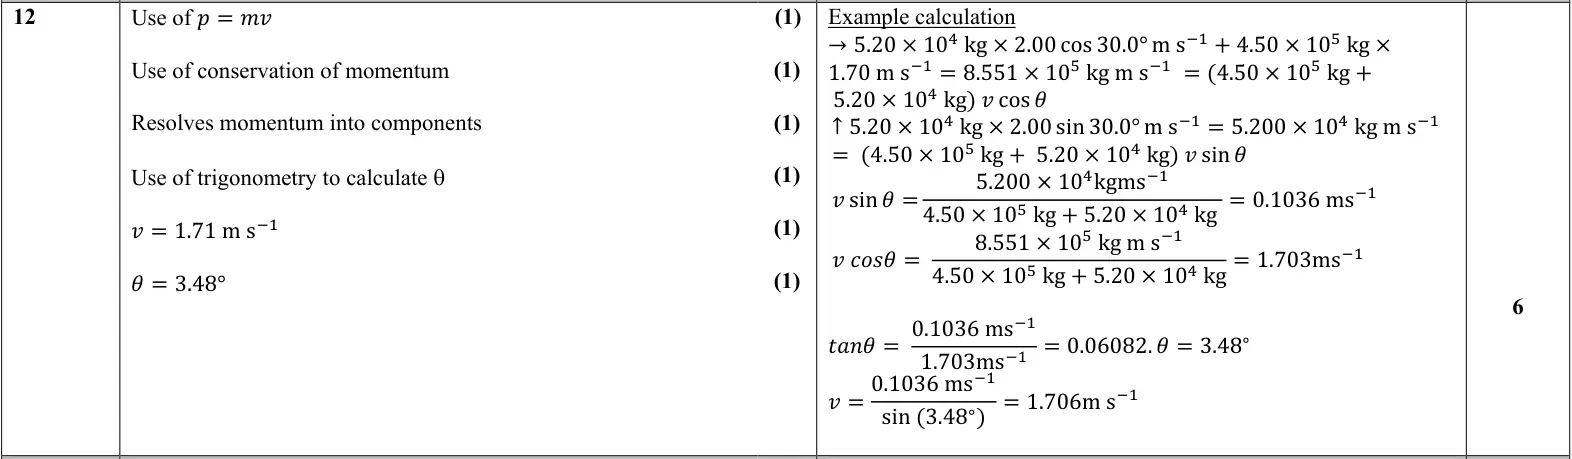 12
Use of 𝑝 = 𝑚𝑣 (1)
Use of conservation of momentum (1)
Resolves momentum into components (1)
Use of trigonometry to calculate θ (1)
𝑣 = 1.71 m s⁻¹ (1)
𝜃 = 3.48° (1)
Example calculation
→ 5.20 × 10⁴ kg × 2.00 cos 30.0° m s⁻¹ + 4.50 × 10⁵ kg ×
1.70 m s⁻¹ = 8.551 × 10⁵ kg m s⁻¹ = (4.50 × 10⁵ kg +
5.20 × 10⁴ kg) 𝑣 cos 𝜃
↑ 5.20 × 10⁴ kg × 2.00 sin 30.0° m s⁻¹ = 5.200 × 10⁴ kg m s⁻¹
= (4.50 × 10⁵ kg + 5.20 × 10⁴ kg) 𝑣 sin 𝜃
𝑣 sin 𝜃 = 5.200 × 10⁴kgms⁻¹ / 4.50 × 10⁵ kg + 5.20 × 10⁴ kg = 0.1036 ms⁻¹
𝑣 𝑐𝑜𝑠𝜃 = 8.551 × 10⁵ kg m s⁻¹ / 4.50 × 10⁵ kg + 5.20 × 10⁴ kg = 1.703ms⁻¹
𝑡𝑎𝑛𝜃 = 0.1036 ms⁻¹ / 1.703ms⁻¹ = 0.06082. 𝜃 = 3.48°
𝑣 = 0.1036 ms⁻¹ / sin (3.48°) = 1.706m s⁻¹
6